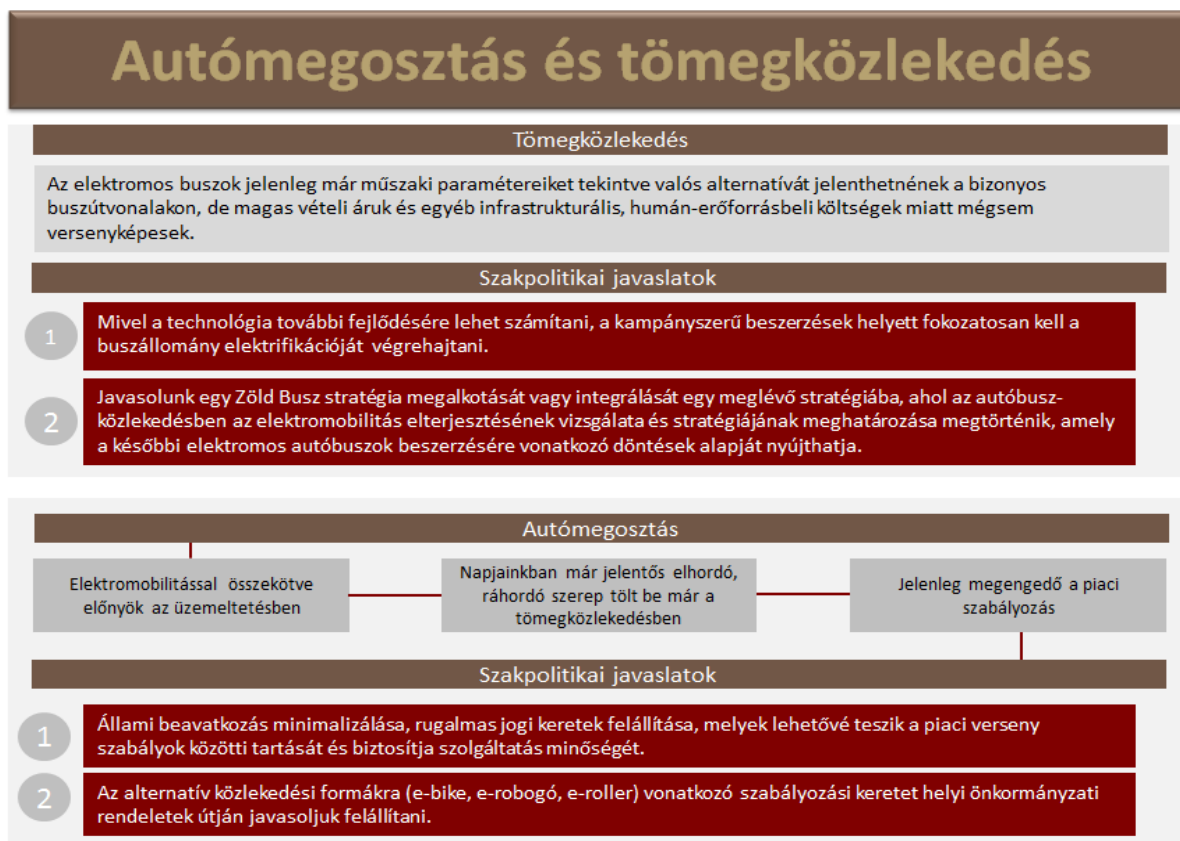 Autómegosztás és tömegközlekedés
Tömegközlekedés
Az elektromos buszok jelenleg már műszaki paramétereiket tekintve valós alternatívát jelenthetnének a bizonyos
buszútvonalakon, de magas vételi áruk és egyéb infrastrukturális, humán-erőforrásbeli költségek miatt mégsem
versenyképesek.
Szakpolitikai javaslatok
1
Mivel a technológia további fejlődésére lehet számítani, a kampányszerű beszerzések helyett fokozatosan kell a
buszállomány elektrifikációját végrehajtani.
2
Javasolunk egy Zöld Busz stratégia megalkotását vagy integrálását egy meglévő stratégiába, ahol az autóbusz-
közlekedésben az elektromobilitás elterjesztésének vizsgálata és stratégiájának meghatározása megtörténik, amely
a későbbi elektromos autóbuszok beszerzésére vonatkozó döntések alapját nyújthatja.
Autómegosztás
Elektromobilitással összekötve
előnyök az üzemeltetésben
Napjainkban már jelentős elhordó,
ráhordó szerep tölt be már a
tömegközlekedésben
Jelenleg megengedő a piaci
szabályozás
Szakpolitikai javaslatok
1
Állami beavatkozás minimalizálása, rugalmas jogi keretek felállítása, melyek lehetővé teszik a piaci verseny
szabályok közötti tartását és biztosítja szolgáltatás minőségét.
2
Az alternatív közlekedési formákra (e-bike, e-robogó, e-roller) vonatkozó szabályozási keretet helyi önkormányzati
rendeletek útján javasoljuk felállítani.